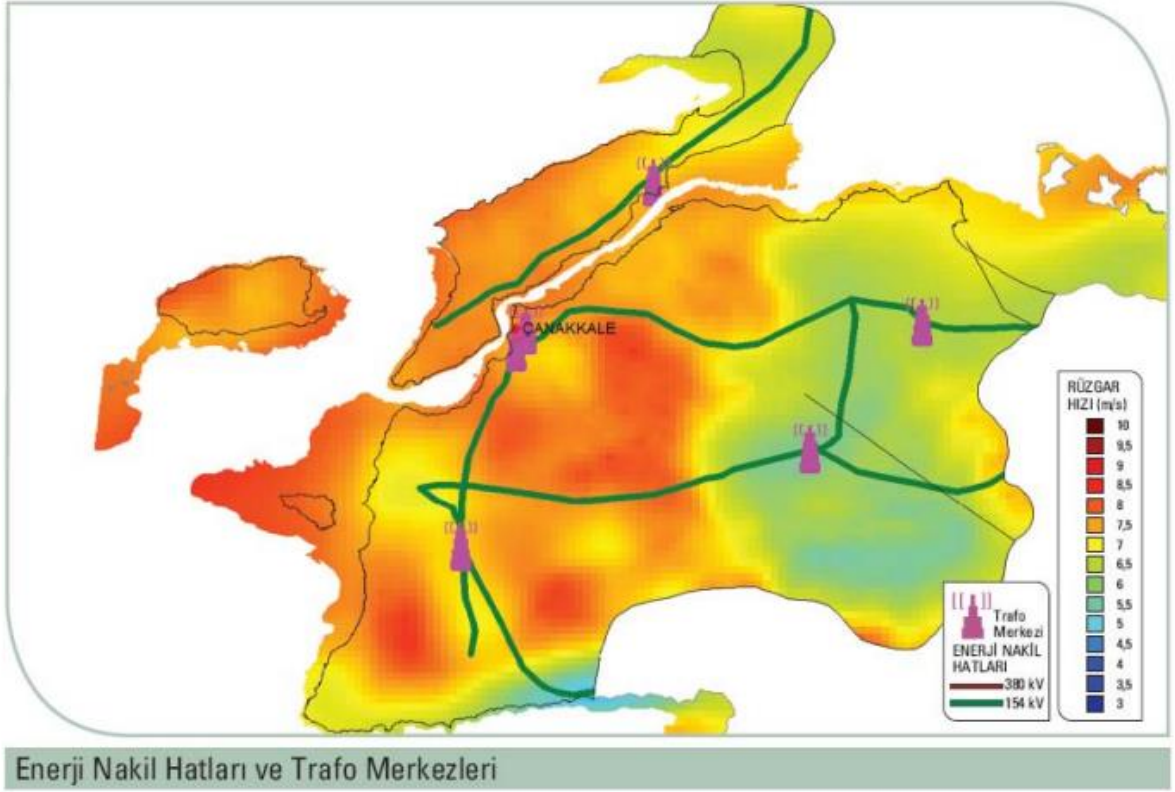 ÇANAKKALE
RÜZGAR
HIZI (m/s)
10
9,5
9
8,5
8
7,5
7
6,5
6
5,5
5
4,5
4
3,5
3
Trafo
Merkezi
ENERJİ NAKİL
HATLARI
380 kV
154 kV
Enerji Nakil Hatları ve Trafo Merkezleri